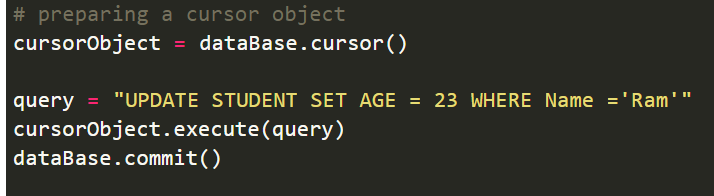 # preparing a cursor object
cursorObject = dataBase.cursor()
query = "UPDATE STUDENT SET AGE = 23 WHERE Name ='Ram'"
cursorObject.execute(query)
dataBase.commit()